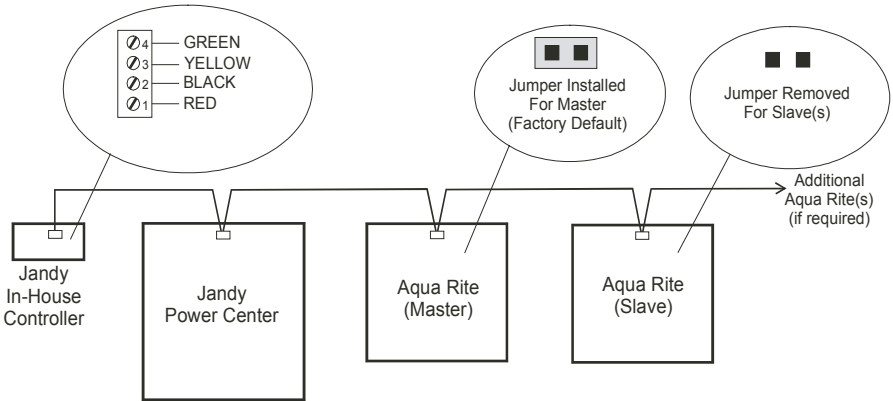 4 GREEN
3 YELLOW
2 BLACK
1 RED
Jumper Installed
For Master
(Factory Default)
Jumper Removed
For Slave(s)
Additional
Aqua Rite(s)
(if required)
Jandy
In-House
Controller
Jandy
Power Center
Aqua Rite
(Master)
Aqua Rite
(Slave)